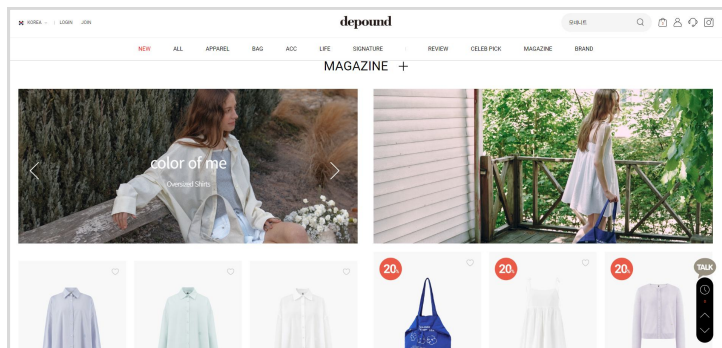 KOREA
LOGIN
JOIN
depound
NEW
ALL
APPAREL
BAG
ACC
LIFE
SIGNATURE
REVIEW
CELEB PICK
MAGAZINE
BRAND
MAGAZINE +
color of me
Oversized Shirts
20%
20%
20%
TALK